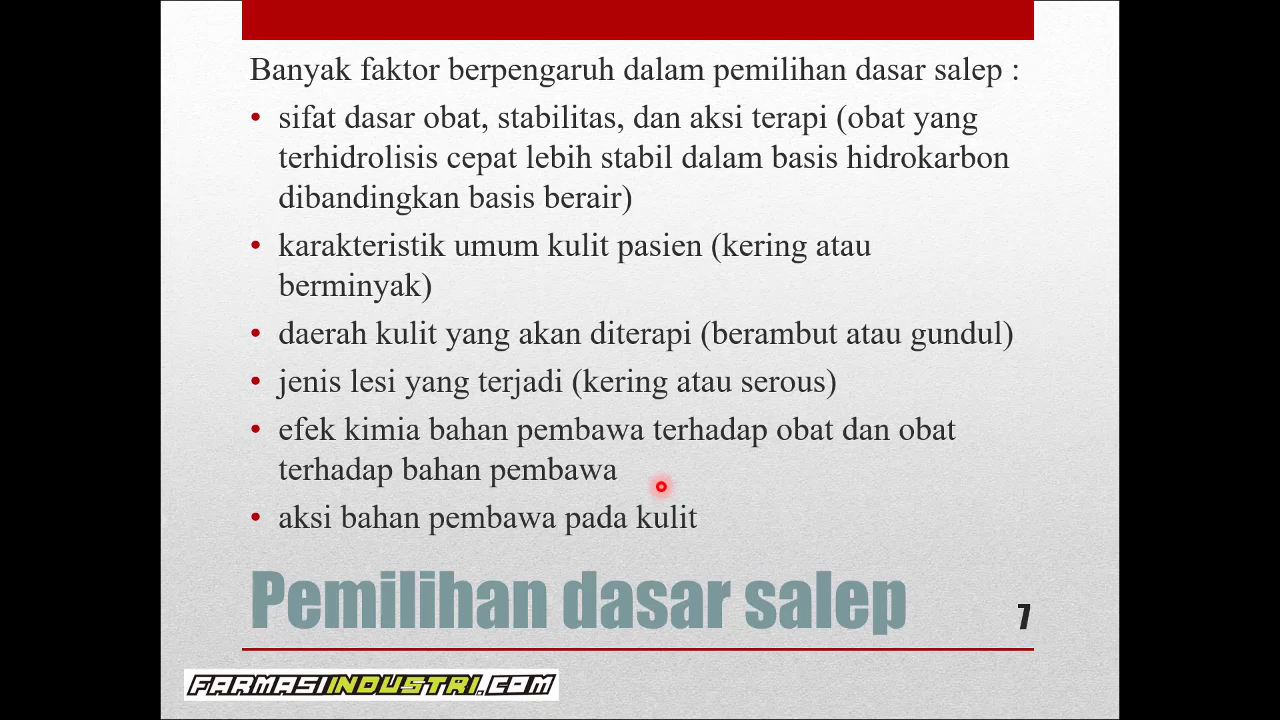 Banyak faktor berpengaruh dalam pemilihan dasar salep :
• sifat dasar obat, stabilitas, dan aksi terapi (obat yang
terhidrolisis cepat lebih stabil dalam basis hidrokarbon
dibandingkan basis berair)
• karakteristik umum kulit pasien (kering atau
berminyak)
• daerah kulit yang akan diterapi (berambut atau gundul)
• jenis lesi yang terjadi (kering atau serous)
• efek kimia bahan pembawa terhadap obat dan obat
terhadap bahan pembawa
• aksi bahan pembawa pada kulit
Pemilihan dasar salep
7
FARMASIINDUSTRI.COM